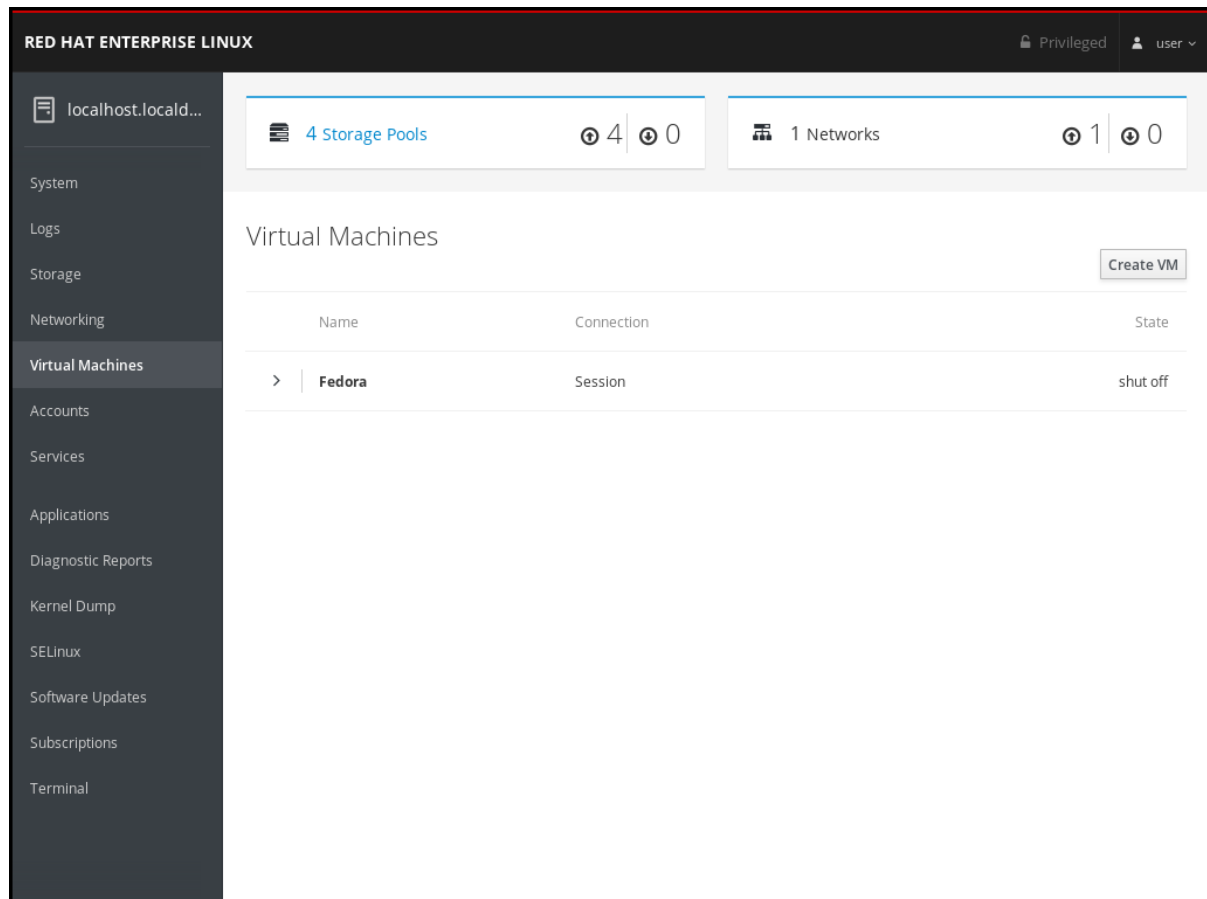 RED HAT ENTERPRISE LINUX
Privileged
user
localhost.locald...
System
Logs
Storage
Networking
Virtual Machines
Accounts
Services
Applications
Diagnostic Reports
Kernel Dump
SELinux
Software Updates
Subscriptions
Terminal
4 Storage Pools 4 0
1 Networks 1 0
Virtual Machines
Create VM
Name Connection State
Fedora Session shut off